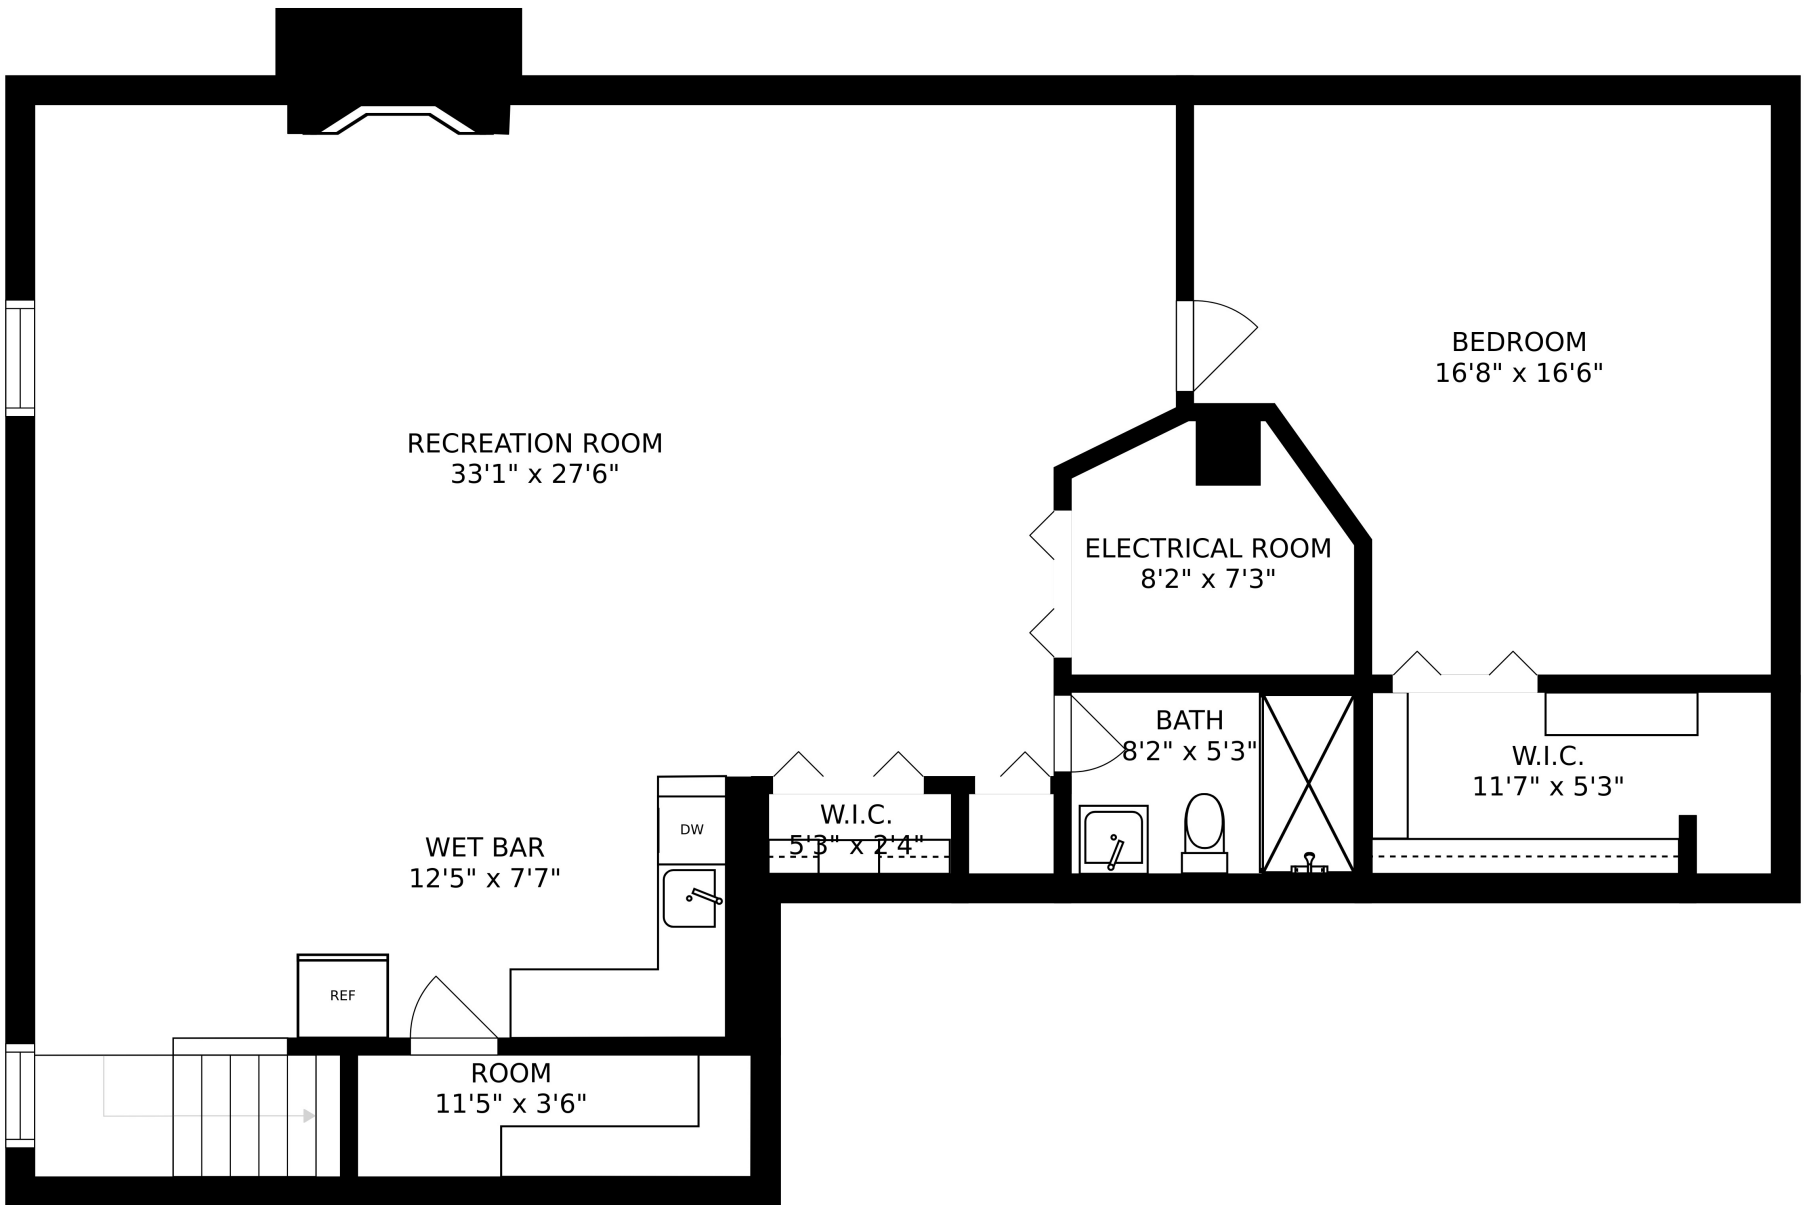 BEDROOM
16'8" x 16'6"
RECREATION ROOM
33'1" x 27'6"
ELECTRICAL ROOM
8'2" x 7'3"
BATH
8'2" x 5'3"
W.I.C.
11'7" x 5'3"
W.I.C.
5'3" x 2'4"
DW
WET BAR
12'5" x 7'7"
REF
ROOM
11'5" x 3'6"